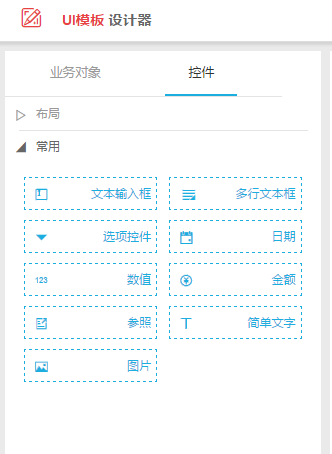 UI模板 设计器
业务对象 控件
布局
常用
文本输入框 多行文本框
选项控件 日期
123 数值 金额
参照 简单文字
图片